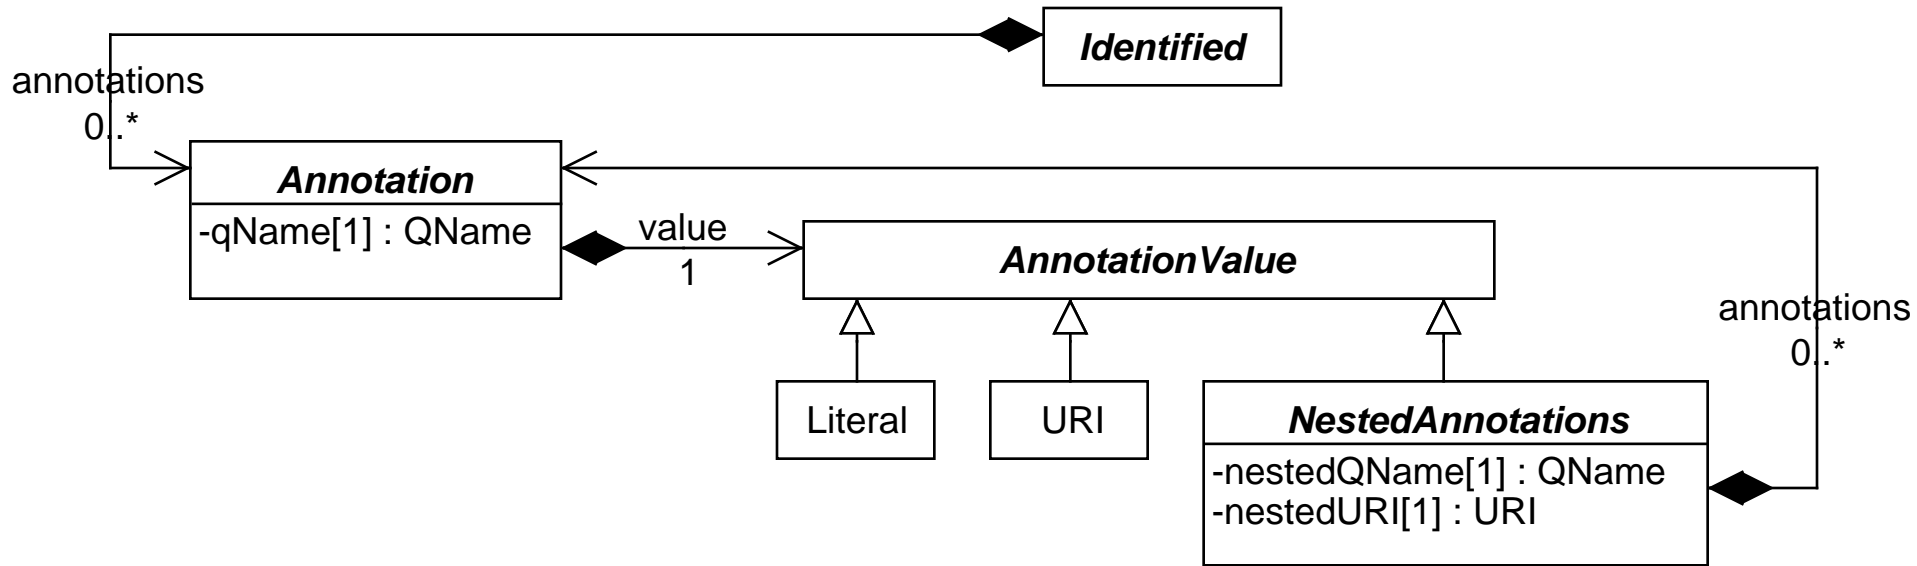 Identified
annotations
0..*
Annotation
-qName[1] : QName
value
1
AnnotationValue
annotations
0..*
Literal
URI
NestedAnnotations
-nestedQName[1] : QName
-nestedURI[1] : URI